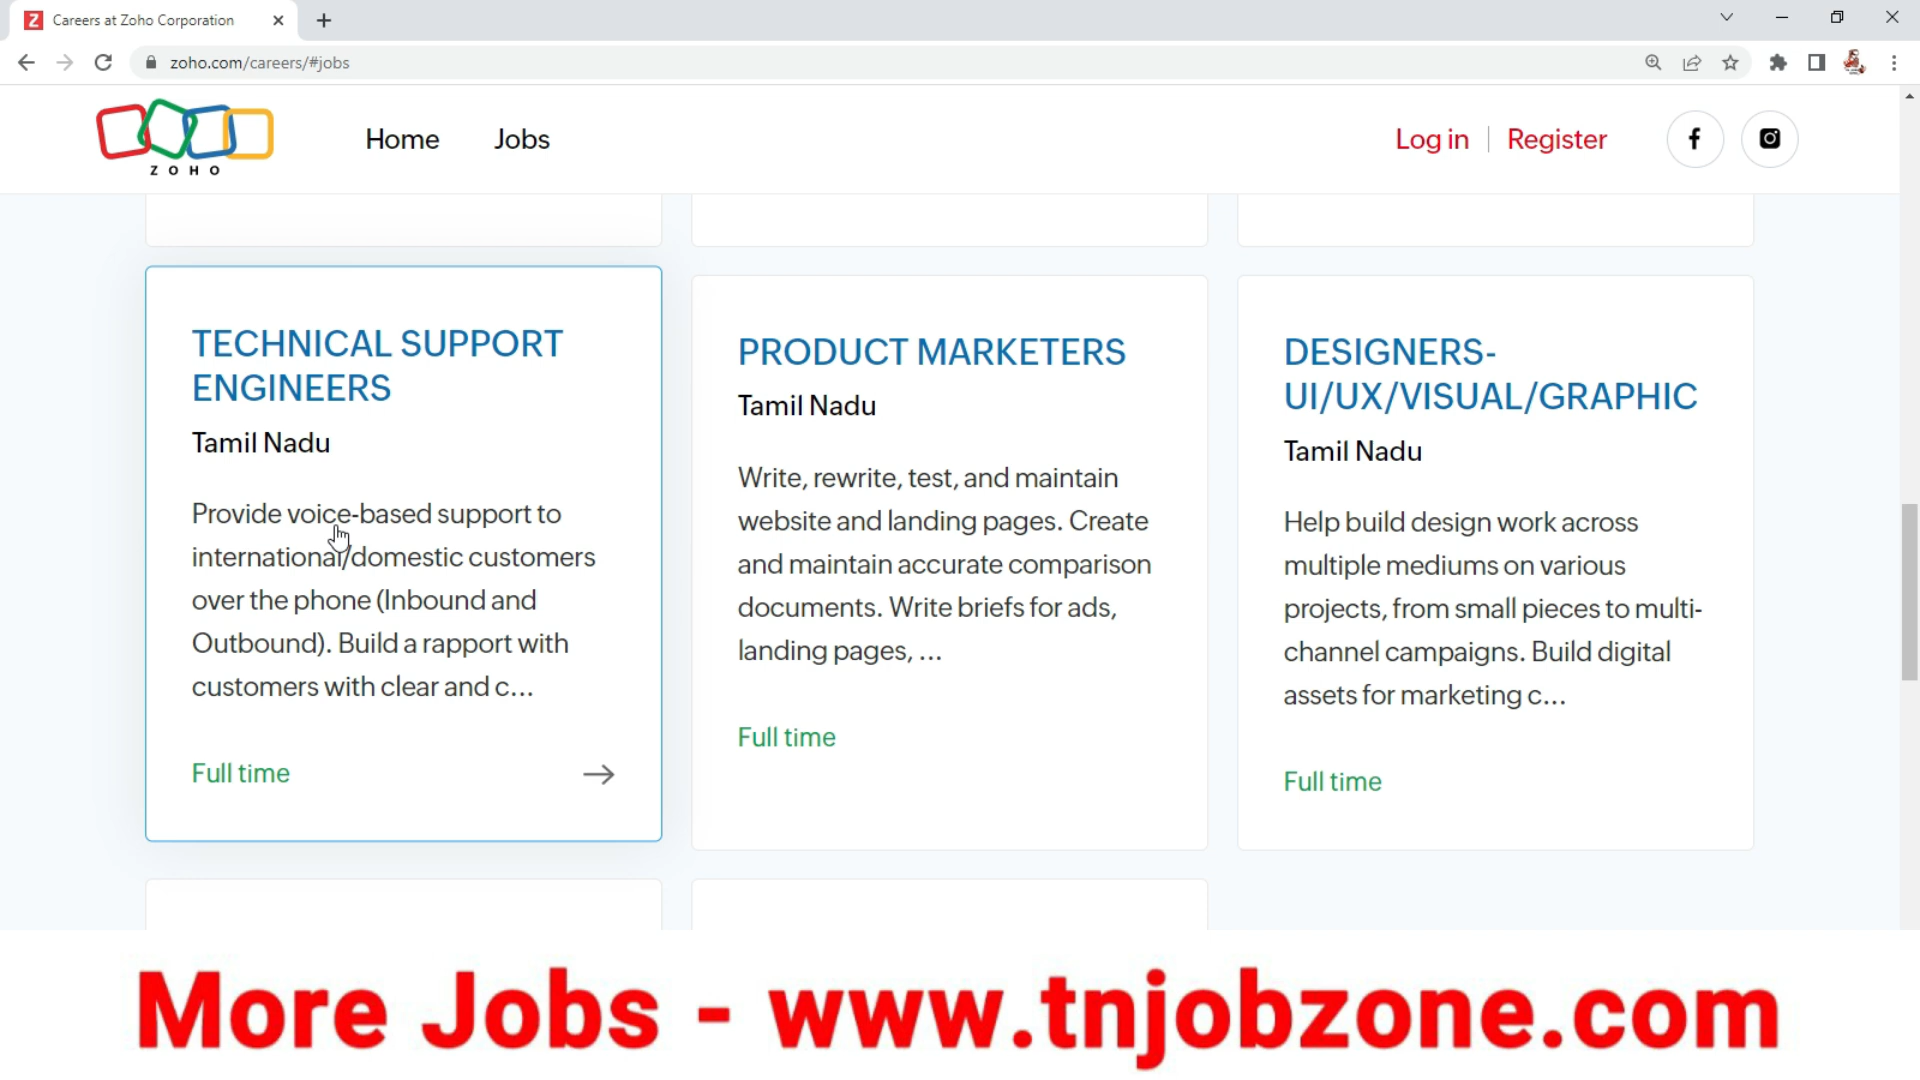 Careers at Zoho Corporation
zoho.com/careers/#jobs
ZOHO
Home
Jobs
Log in
Register
TECHNICAL SUPPORT
ENGINEERS
Tamil Nadu
Provide voice-based support to
international/domestic customers
over the phone (Inbound and
Outbound). Build a rapport with
customers with clear and c...
Full time
PRODUCT MARKETERS
Tamil Nadu
Write, rewrite, test, and maintain
website and landing pages. Create
and maintain accurate comparison
documents. Write briefs for ads,
landing pages, ...
Full time
DESIGNERS-
UI/UX/VISUAL/GRAPHIC
Tamil Nadu
Help build design work across
multiple mediums on various
projects, from small pieces to multi-
channel campaigns. Build digital
assets for marketing c...
Full time
More Jobs - www.tnjobzone.com